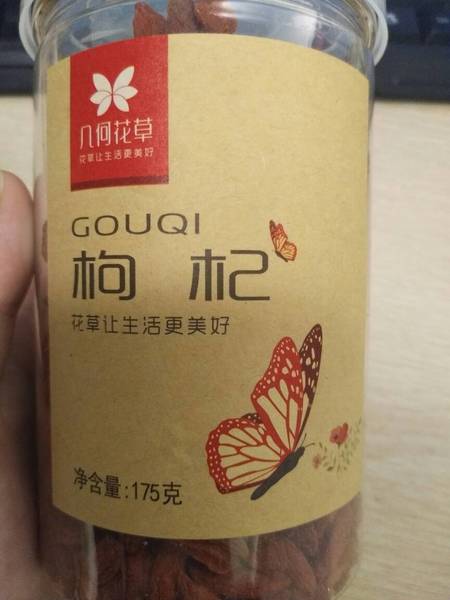 几何花草
花草让生活更美好
GOUQI
枸 杞
花草让生活更美好
净含量:175克